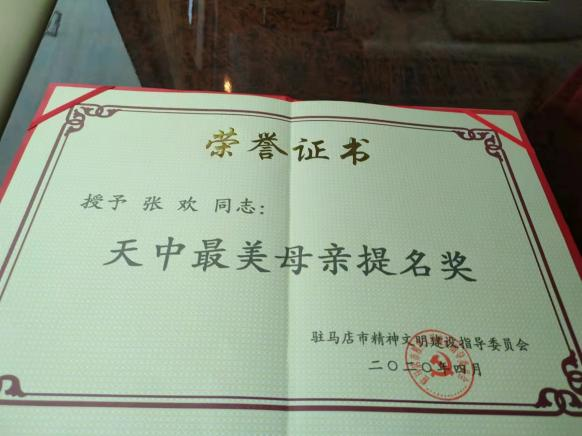 荣誉证书
授予 张 欢 同志:
天中最美母亲提名奖
驻马店市精神文明建设指导委员会
二〇二〇年四月